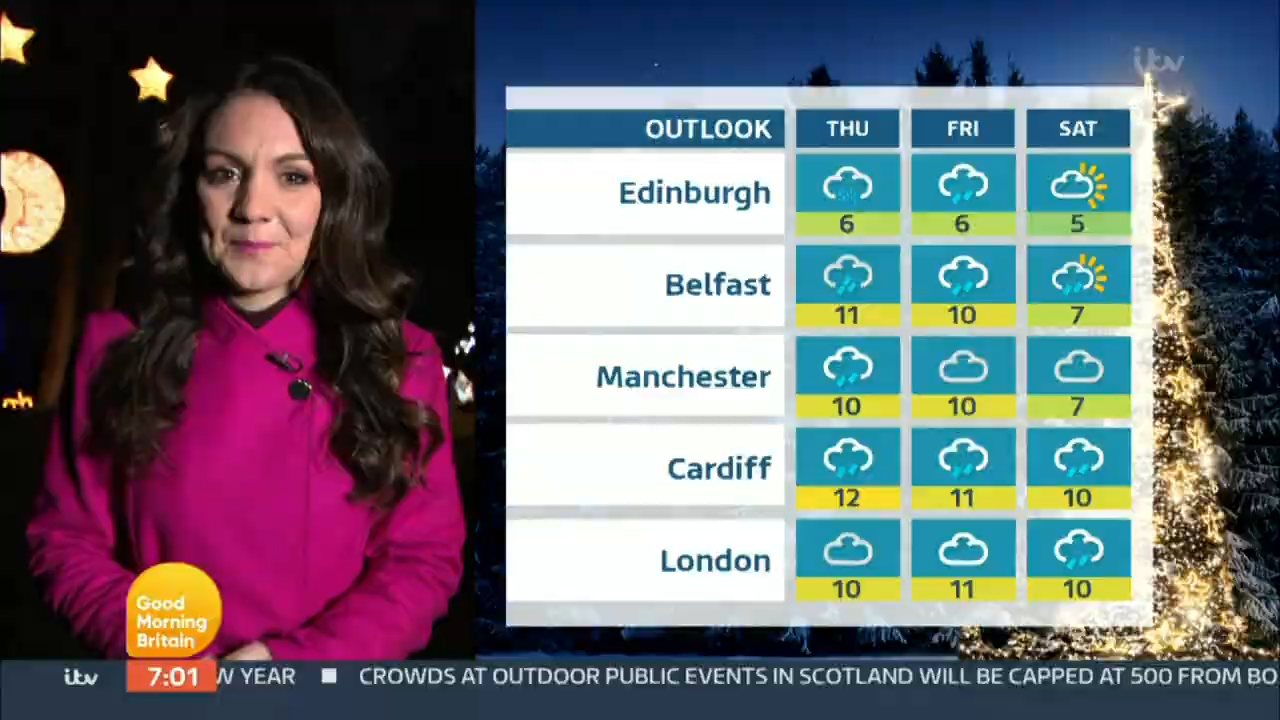 itv
OUTLOOK THU FRI SAT
Edinburgh 6 6 5
Belfast 11 10 7
Manchester 10 10 7
Cardiff 12 11 10
London 10 11 10
Good
Morning
Britain
itv 7:01 W YEAR ■ CROWDS AT OUTDOOR PUBLIC EVENTS IN SCOTLAND WILL BE CAPPED AT 500 FROM BO